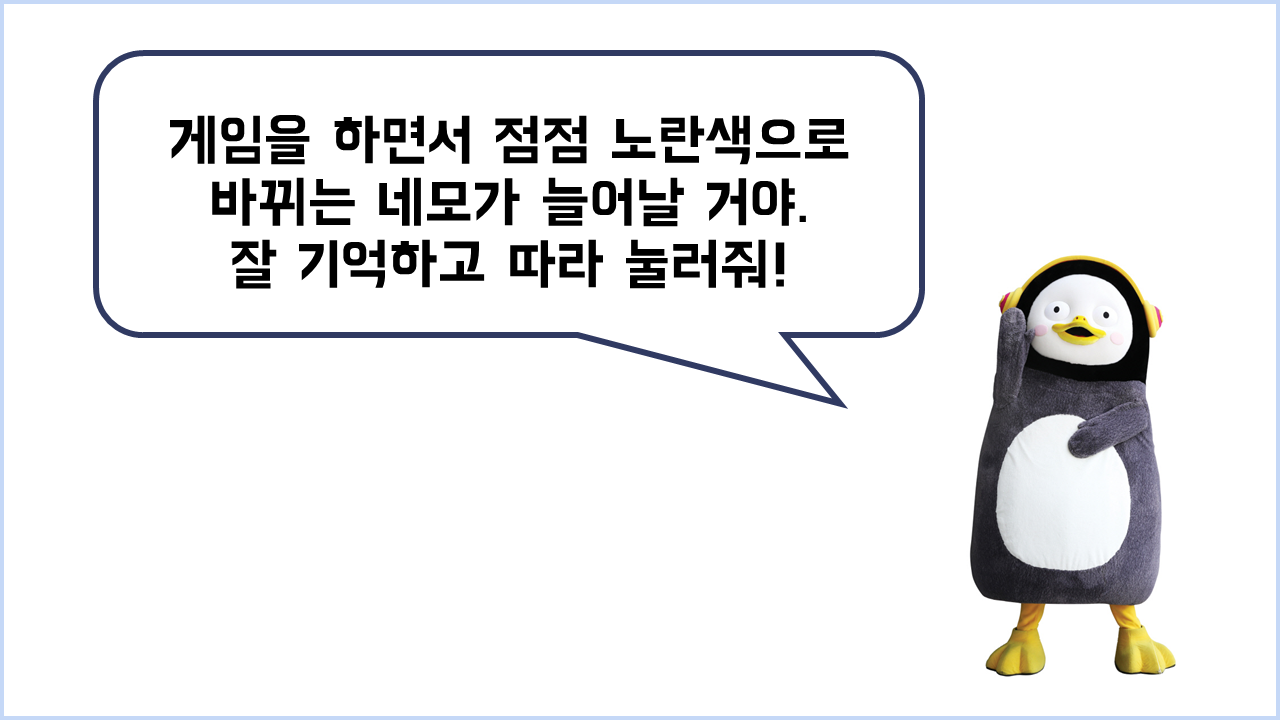 게임을 하면서 점점 노란색으로
바뀌는 네모가 늘어날 거야.
잘 기억하고 따라 눌러줘!